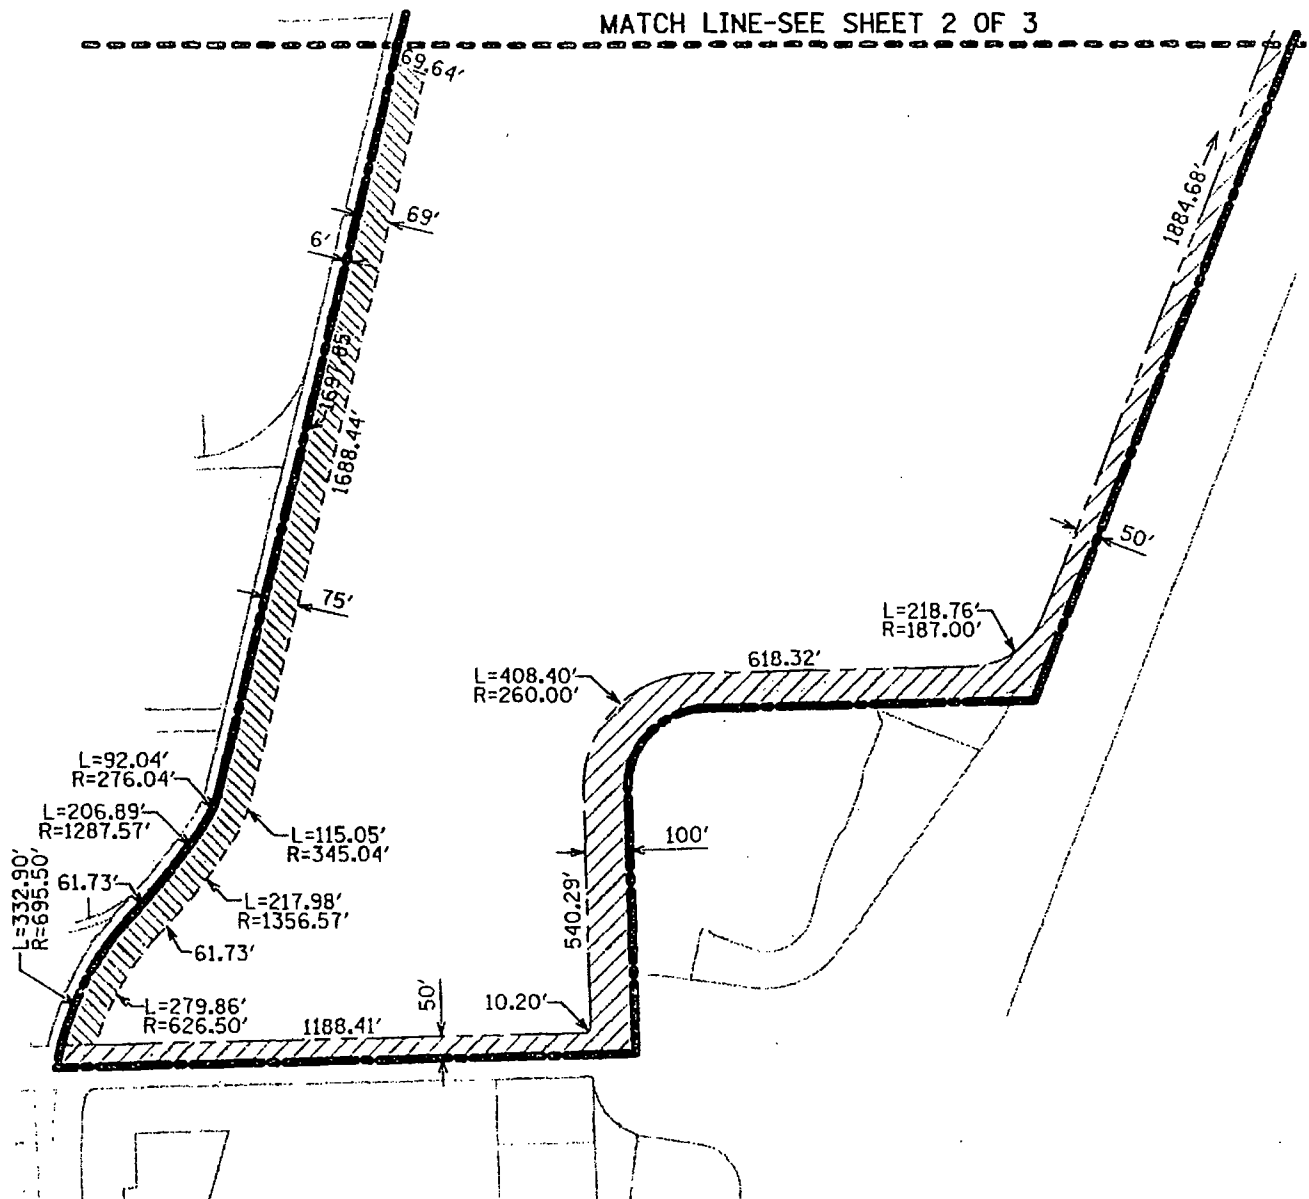 MATCH LINE-SEE SHEET 2 OF 3
69.64'
1884.68'
69'
6'
1697.85'
1688.44'
50'
75'
L=218.76'
R=187.00'
618.32'
L=408.40'
R=260.00'
L=92.04'
R=276.04'
L=206.89'
R=1287.57'
L=115.05'
R=345.04'
100'
L=332.90'
R=695.50'
61.73'
L=217.98'
R=1356.57'
540.29'
61.73'
L=279.86'
R=626.50'
1188.41'
50'
10.20'